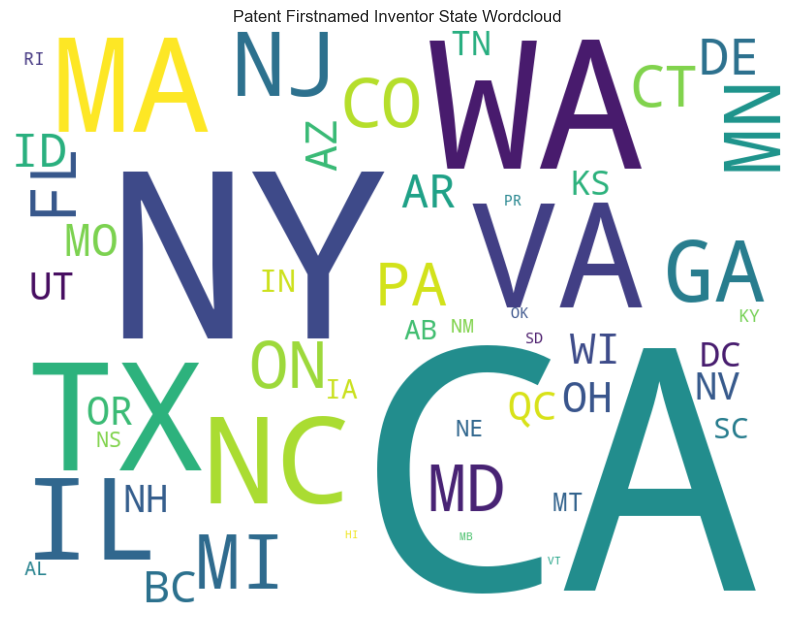 Patent Firstnamed Inventor State Wordcloud
RI
MA
NJ
TN
WA
DE
CO
CT
MN
AZ
ID
FL
AR
KS
PR
NY
VA
MO
GA
UT
IN
PA
OK
KY
AB
NM
SD
WI
DC
ON
IA
TX
OR
NS
QC
OH
NV
NC
NE
SC
CA
MD
MT
IL
NH
HI
MB
VT
MI
AL
BC